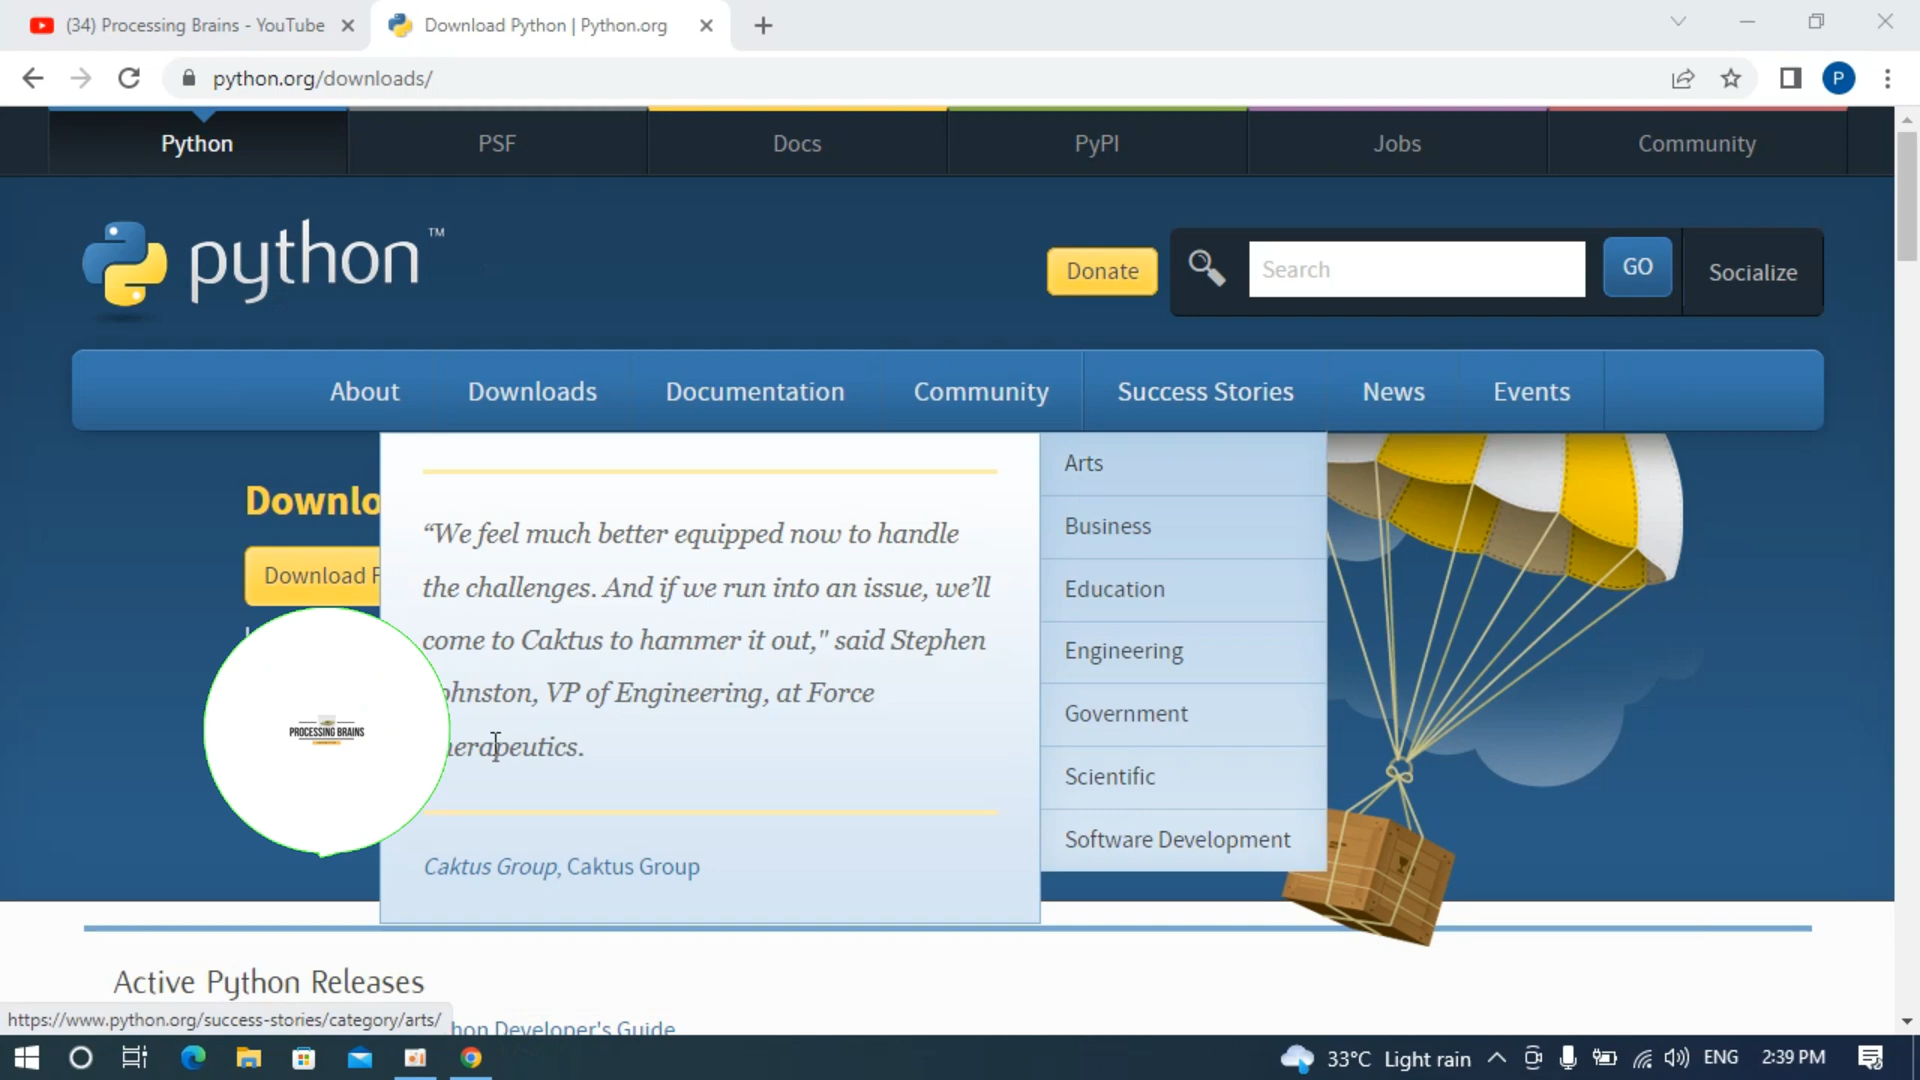 (34) Processing Brains - YouTube
Download Python | Python.org
python.org/downloads/
P
Python
PSF
Docs
PyPI
Jobs
Community
python™
Donate
Search
GO
Socialize
About
Downloads
Documentation
Community
Success Stories
News
Events
Downlo
Download
“We feel much better equipped now to handle
the challenges. And if we run into an issue, we’ll
come to Caktus to hammer it out," said Stephen
ohnston, VP of Engineering, at Force
herapeutics.
Caktus Group, Caktus Group
Arts
Business
Education
Engineering
Government
Scientific
Software Development
PROCESSING BRAINS
Active Python Releases
hon Developer's Guide
https://www.python.org/success-stories/category/arts/
33°C Light rain
ENG
2:39 PM